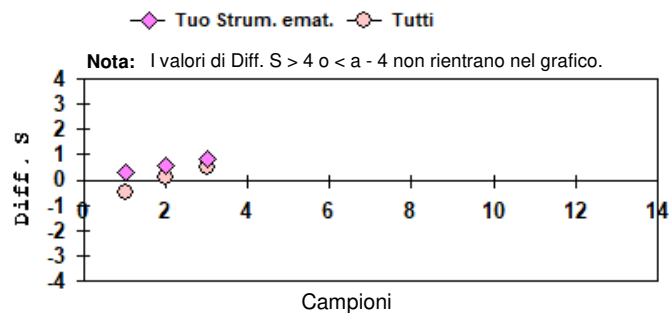 Tuo Strum. emat. Tutti
Nota: I valori di Diff. S > 4 o < a - 4 non rientrano nel grafico.
4
3
2
1
0
-1
-2
-3
-4
Diff. S
0 2 4 6 8 10 12 14
Campioni